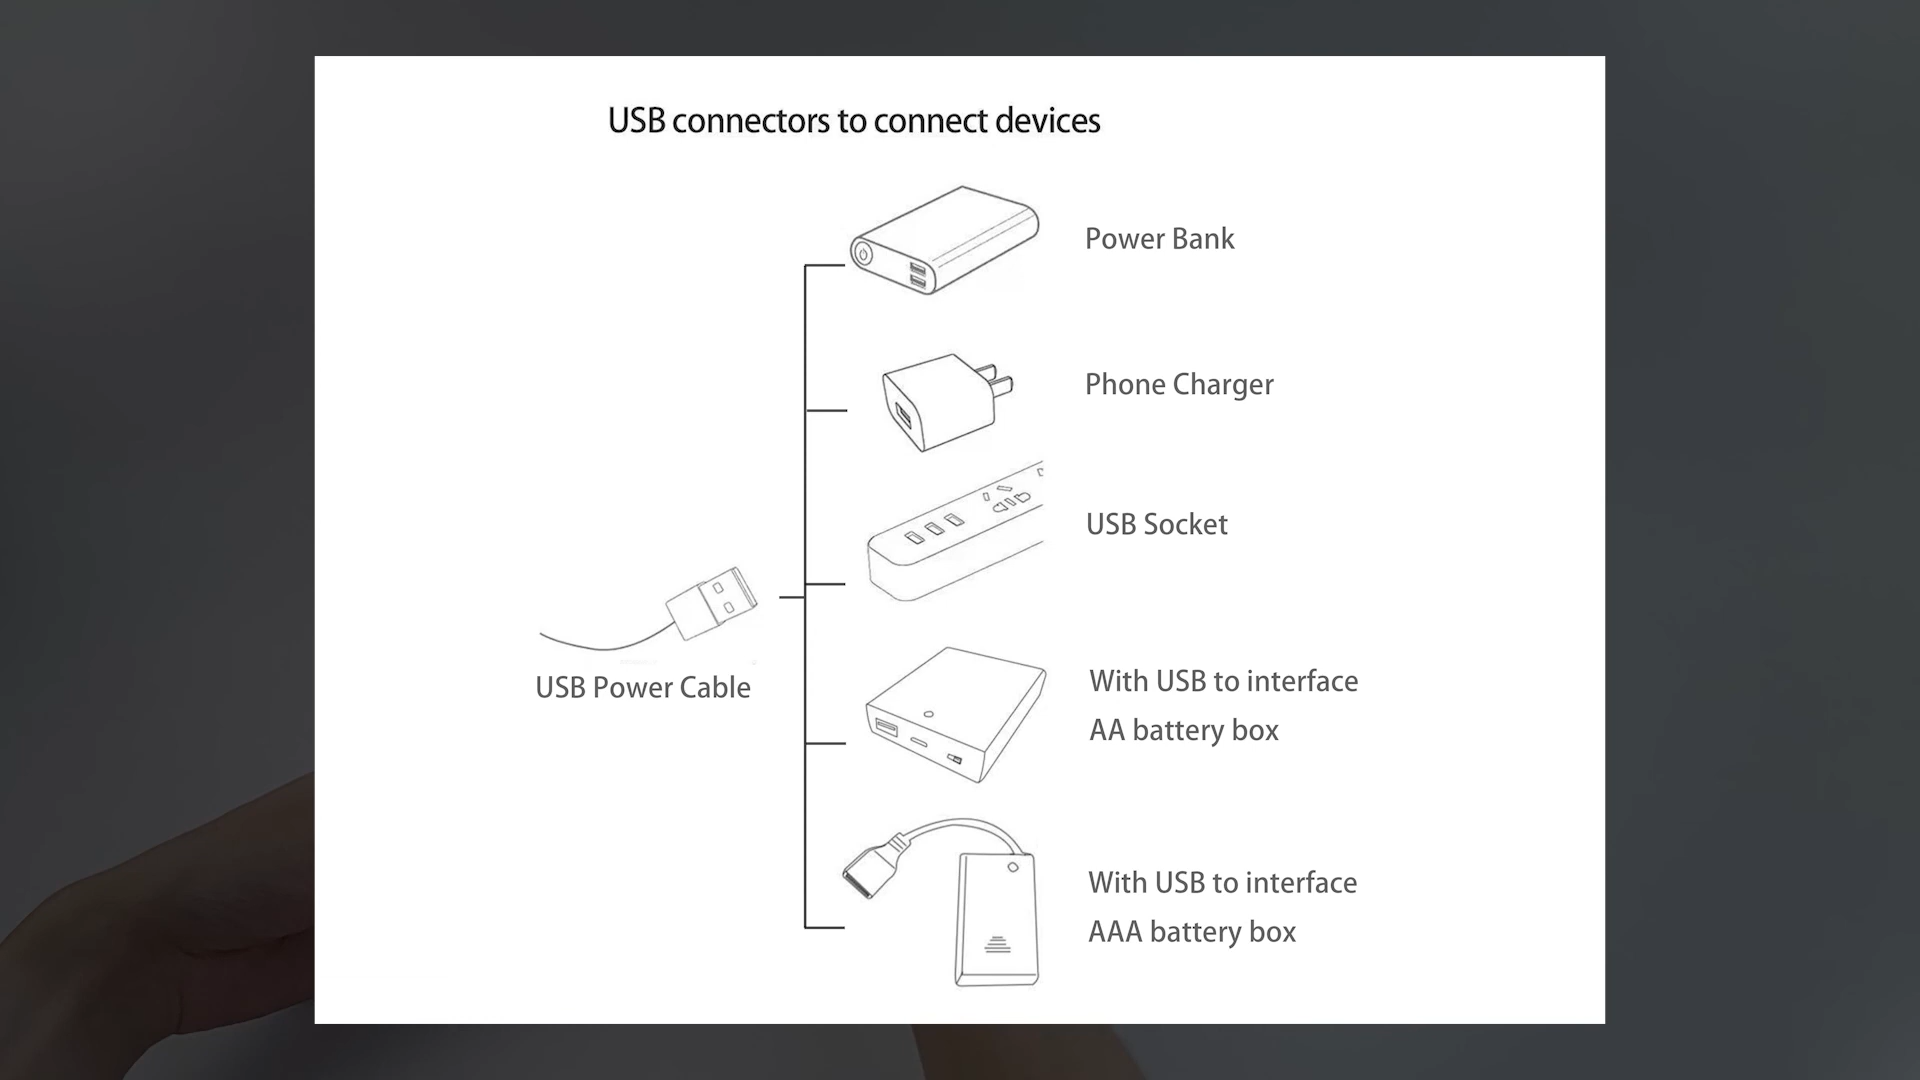 USB connectors to connect devices
Power Bank
Phone Charger
USB Socket
USB Power Cable
With USB to interface
AA battery box
With USB to interface
AAA battery box